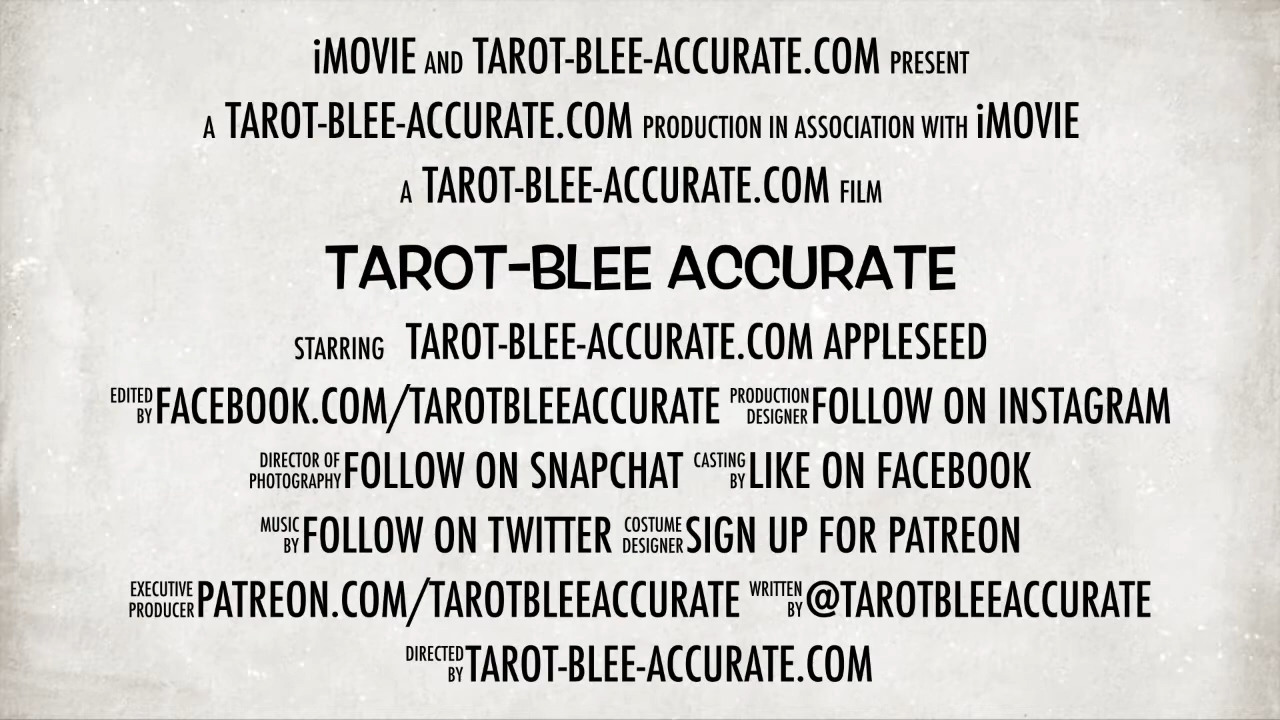 iMOVIE AND TAROT-BLEE-ACCURATE.COM PRESENT
A TAROT-BLEE-ACCURATE.COM PRODUCTION IN ASSOCIATION WITH iMOVIE
A TAROT-BLEE-ACCURATE.COM FILM
TAROT-BLEE ACCURATE
STARRING TAROT-BLEE-ACCURATE.COM APPLESEED
EDITED BY FACEBOOK.COM/TAROTBLEEACCURATE PRODUCTION DESIGNER FOLLOW ON INSTAGRAM
DIRECTOR OF PHOTOGRAPHY FOLLOW ON SNAPCHAT CASTING BY LIKE ON FACEBOOK
MUSIC BY FOLLOW ON TWITTER COSTUME DESIGNER SIGN UP FOR PATREON
EXECUTIVE PRODUCER PATREON.COM/TAROTBLEEACCURATE WRITTEN BY @TAROTBLEEACCURATE
DIRECTED BY TAROT-BLEE-ACCURATE.COM